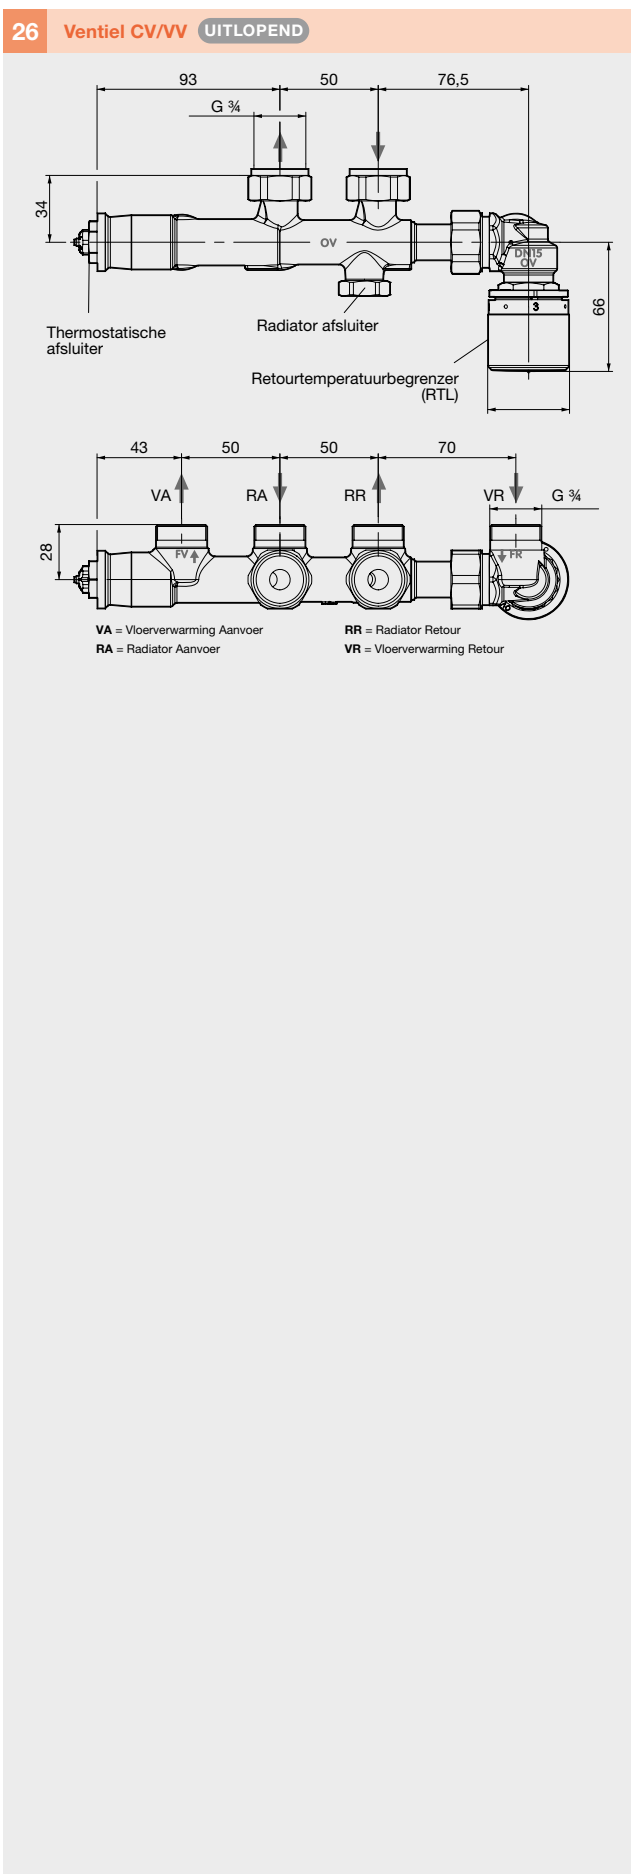 26 Ventiel CV/VV UITLOPEND
93 50 76,5
G ¾
34
OV
DN15
OV
3
66
Thermostatische
afsluiter
Radiator afsluiter
Retourtemperatuurbegrenzer
(RTL)
43 50 50 70
VA RA RR VR G ¾
28
FV FR
VA = Vloerverwarming Aanvoer
RA = Radiator Aanvoer
RR = Radiator Retour
VR = Vloerverwarming Retour